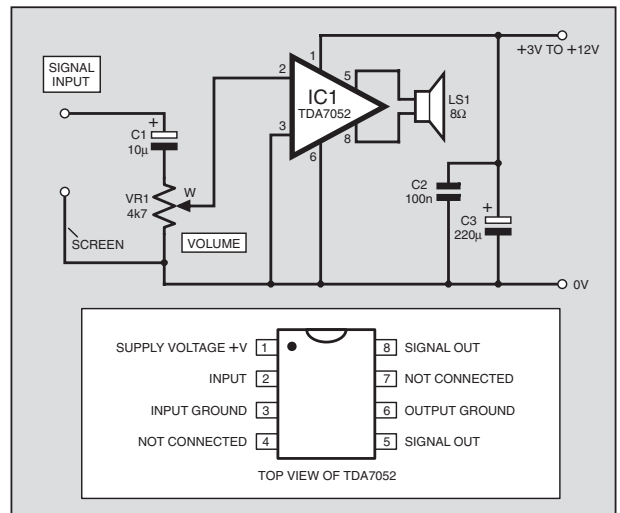 +3V TO +12V
SIGNAL
INPUT
1
2
5
IC1
TDA7052
LS1
8Ω
+
C1
10µ
3
8
6
VR1
4k7
W
C2
100n
+
C3
220µ
SCREEN
VOLUME
0V
SUPPLY VOLTAGE +V 1 8 SIGNAL OUT
INPUT 2 7 NOT CONNECTED
INPUT GROUND 3 6 OUTPUT GROUND
NOT CONNECTED 4 5 SIGNAL OUT
TOP VIEW OF TDA7052